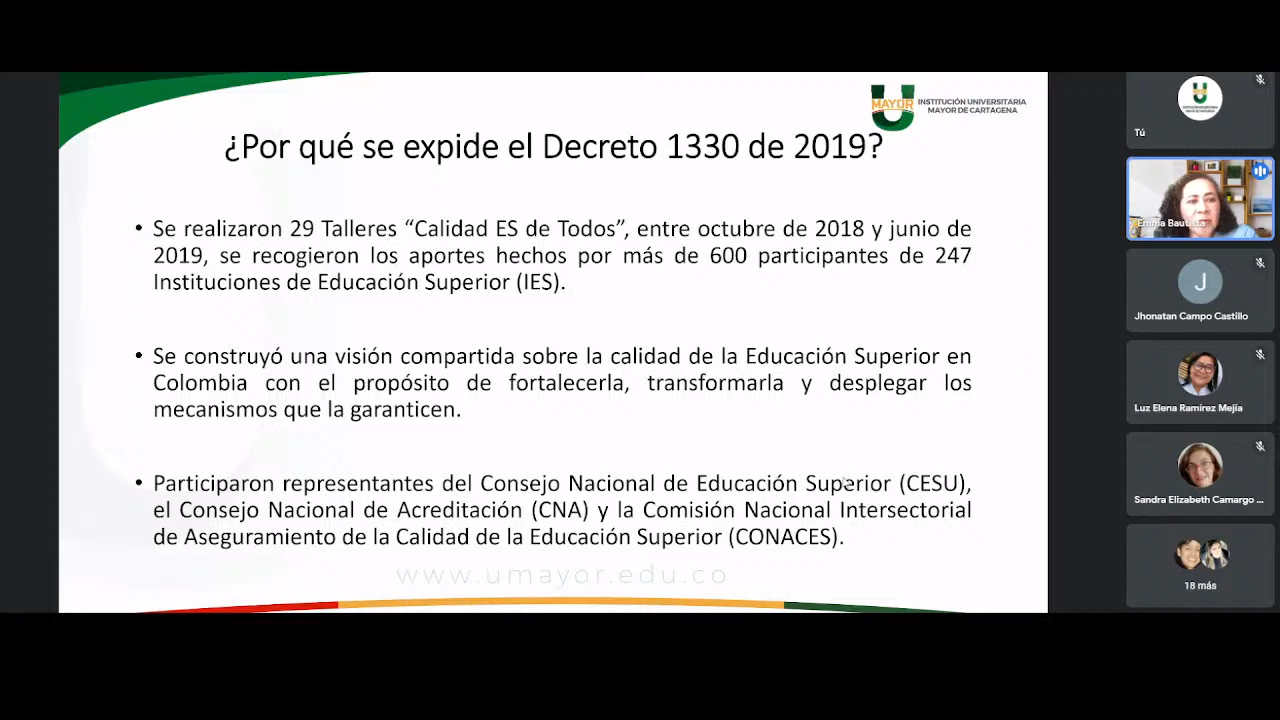 MAYOR
INSTITUCIÓN UNIVERSITARIA
MAYOR DE CARTAGENA
¿Por qué se expide el Decreto 1330 de 2019?
• Se realizaron 29 Talleres “Calidad ES de Todos”, entre octubre de 2018 y junio de
2019, se recogieron los aportes hechos por más de 600 participantes de 247
Instituciones de Educación Superior (IES).
• Se construyó una visión compartida sobre la calidad de la Educación Superior en
Colombia con el propósito de fortalecerla, transformarla y desplegar los
mecanismos que la garanticen.
• Participaron representantes del Consejo Nacional de Educación Superior (CESU),
el Consejo Nacional de Acreditación (CNA) y la Comisión Nacional Intersectorial
de Aseguramiento de la Calidad de la Educación Superior (CONACES).
www.umayor.edu.co
Tú
Emma Bautista
J
Jhonatan Campo Castillo
Luz Elena Ramirez Mejía
Sandra Elizabeth Camargo ...
18 más